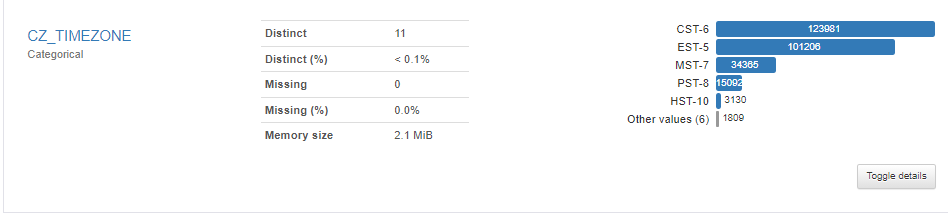 CZ_TIMEZONE
Categorical
Distinct 11
Distinct (%) < 0.1%
Missing 0
Missing (%) 0.0%
Memory size 2.1 MiB
CST-6 123981
EST-5 101206
MST-7 34365
PST-8 15092
HST-10 3130
Other values (6) 1809
Toggle details